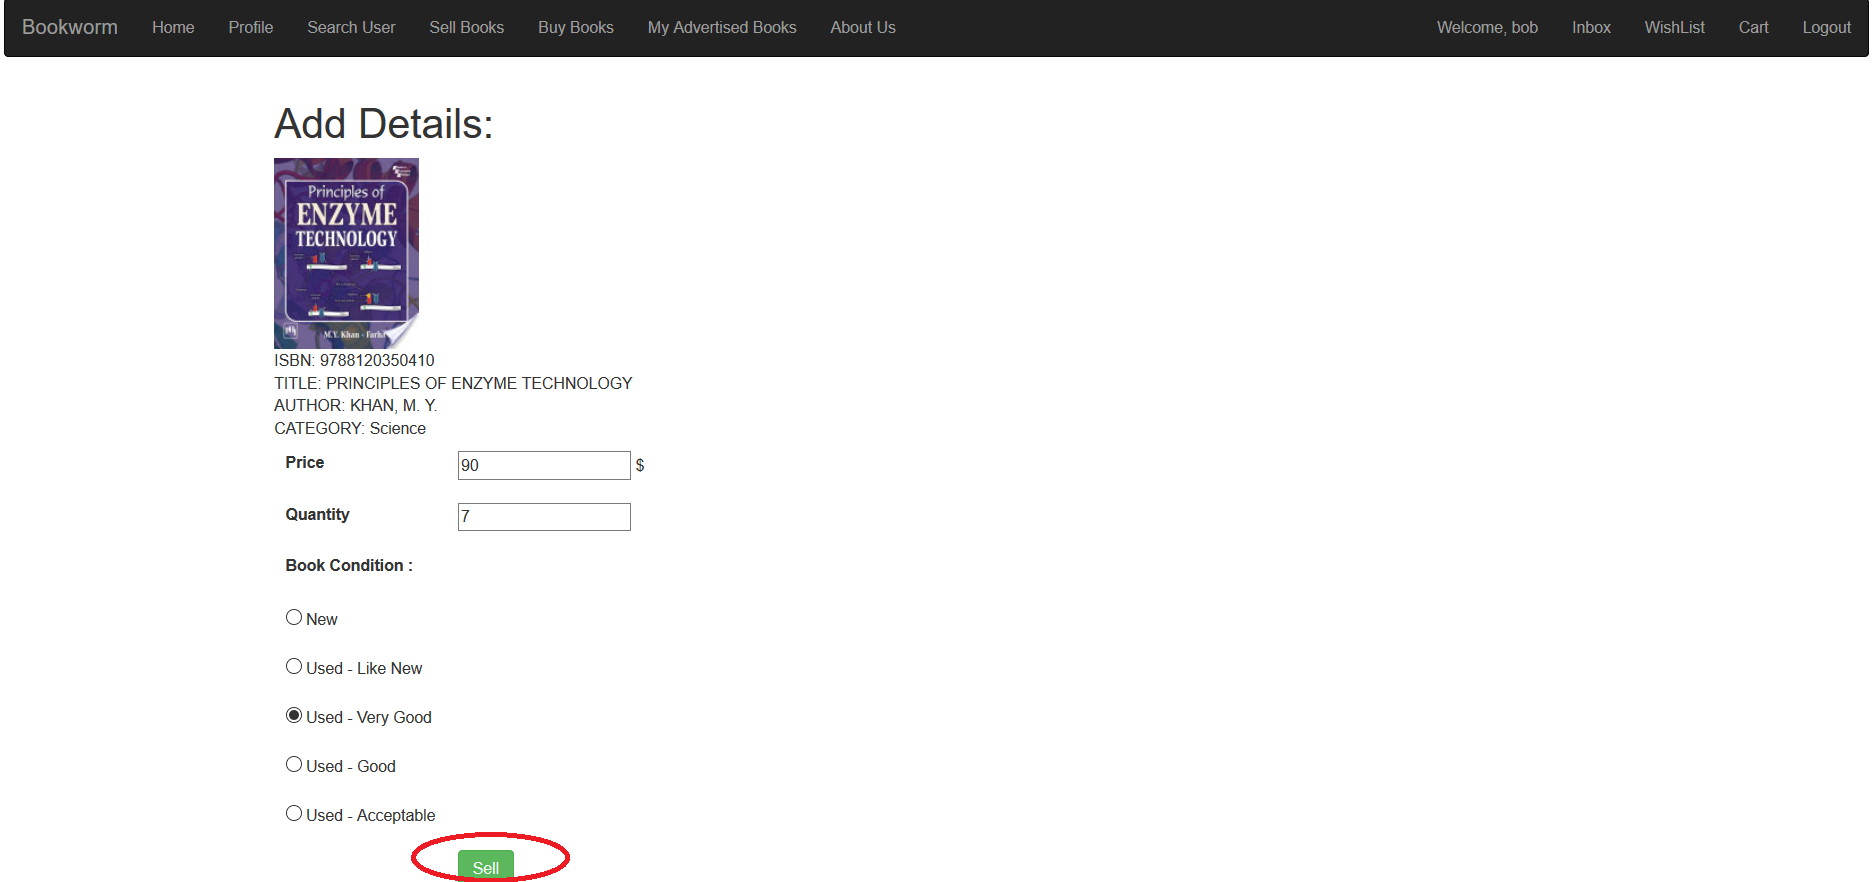 Bookworm Home Profile Search User Sell Books Buy Books My Advertised Books About Us Welcome, bob Inbox WishList Cart Logout
Add Details:
Principles of
ENZYME
TECHNOLOGY
M.Y. Khan - Farha
ISBN: 9788120350410
TITLE: PRINCIPLES OF ENZYME TECHNOLOGY
AUTHOR: KHAN, M. Y.
CATEGORY: Science
Price 90 $
Quantity 7
Book Condition :
New
Used - Like New
Used - Very Good
Used - Good
Used - Acceptable
Sell